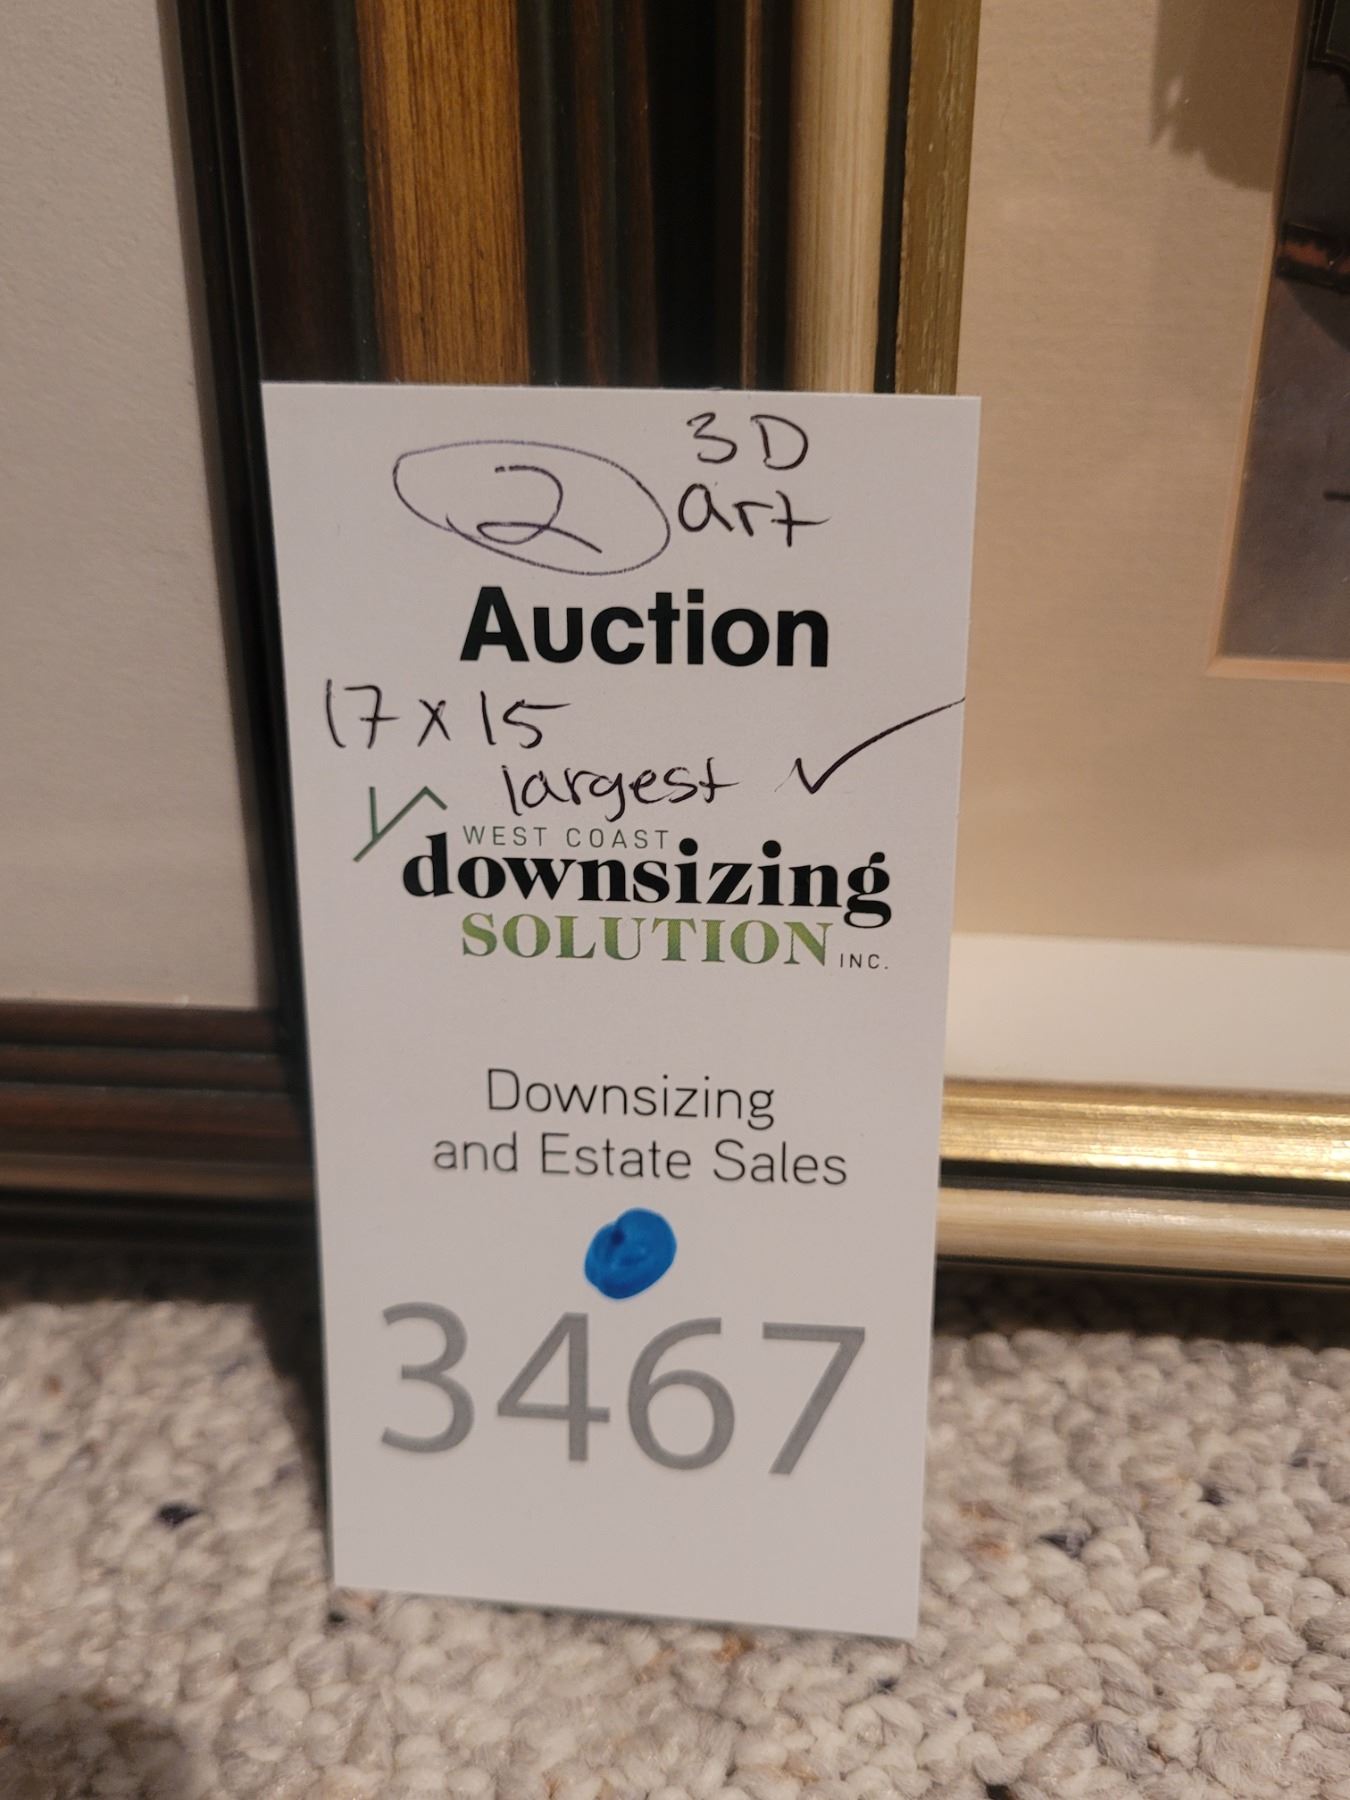 2 3D
art
Auction
17 x 15
largest ✓
WEST COAST
downsizing
SOLUTION INC.
Downsizing
and Estate Sales
3467